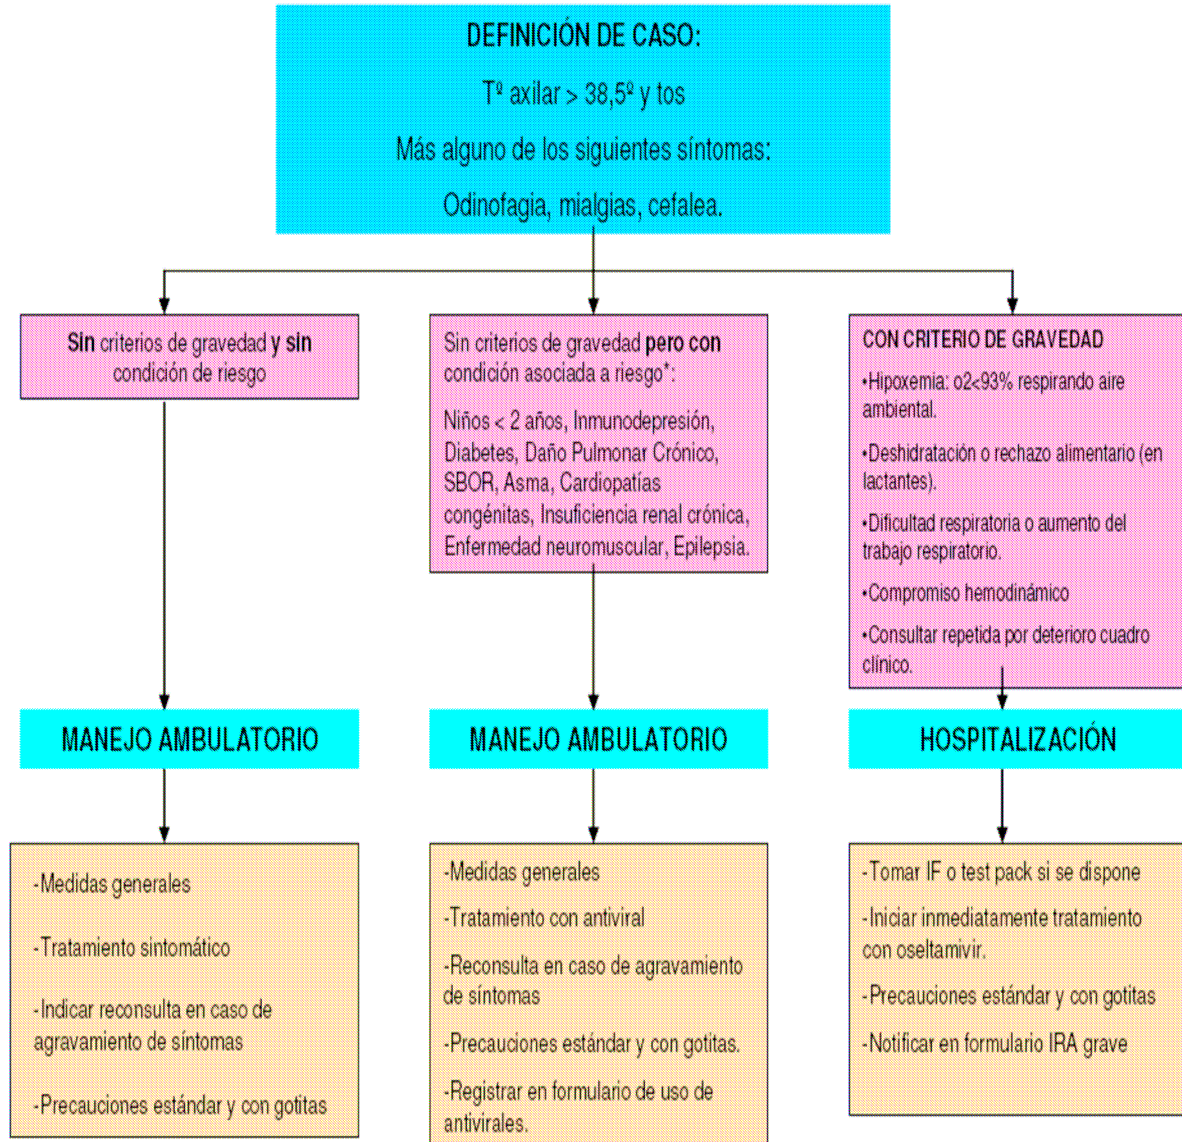 DEFINICIÓN DE CASO:
Tº axilar > 38,5º y tos
Más alguno de los siguientes síntomas:
Odinofagia, mialgias, cefalea.
Sin criterios de gravedad y sin
condición de riesgo
Sin criterios de gravedad pero con
condición asociada a riesgo*:
Niños < 2 años, Inmunodepresión,
Diabetes, Daño Pulmonar Crónico,
SBOR, Asma, Cardiopatías
congénitas, Insuficiencia renal crónica,
Enfermedad neuromuscular, Epilepsia.
CON CRITERIO DE GRAVEDAD
•Hipoxemia: o2<93% respirando aire
ambiental.
•Deshidratación o rechazo alimentario (en
lactantes).
•Dificultad respiratoria o aumento del
trabajo respiratorio.
•Compromiso hemodinámico
•Consultar repetida por deterioro cuadro
clínico.
MANEJO AMBULATORIO
MANEJO AMBULATORIO
HOSPITALIZACIÓN
-Medidas generales
-Tratamiento sintomático
-Indicar reconsulta en caso de
agravamiento de síntomas
-Precauciones estándar y con gotitas
-Medidas generales
-Tratamiento con antiviral
-Reconsulta en caso de agravamiento
de síntomas
-Precauciones estándar y con gotitas.
-Registrar en formulario de uso de
antivirales.
-Tomar IF o test pack si se dispone
-Iniciar inmediatamente tratamiento
con oseltamivir.
-Precauciones estándar y con gotitas
-Notificar en formulario IRA grave